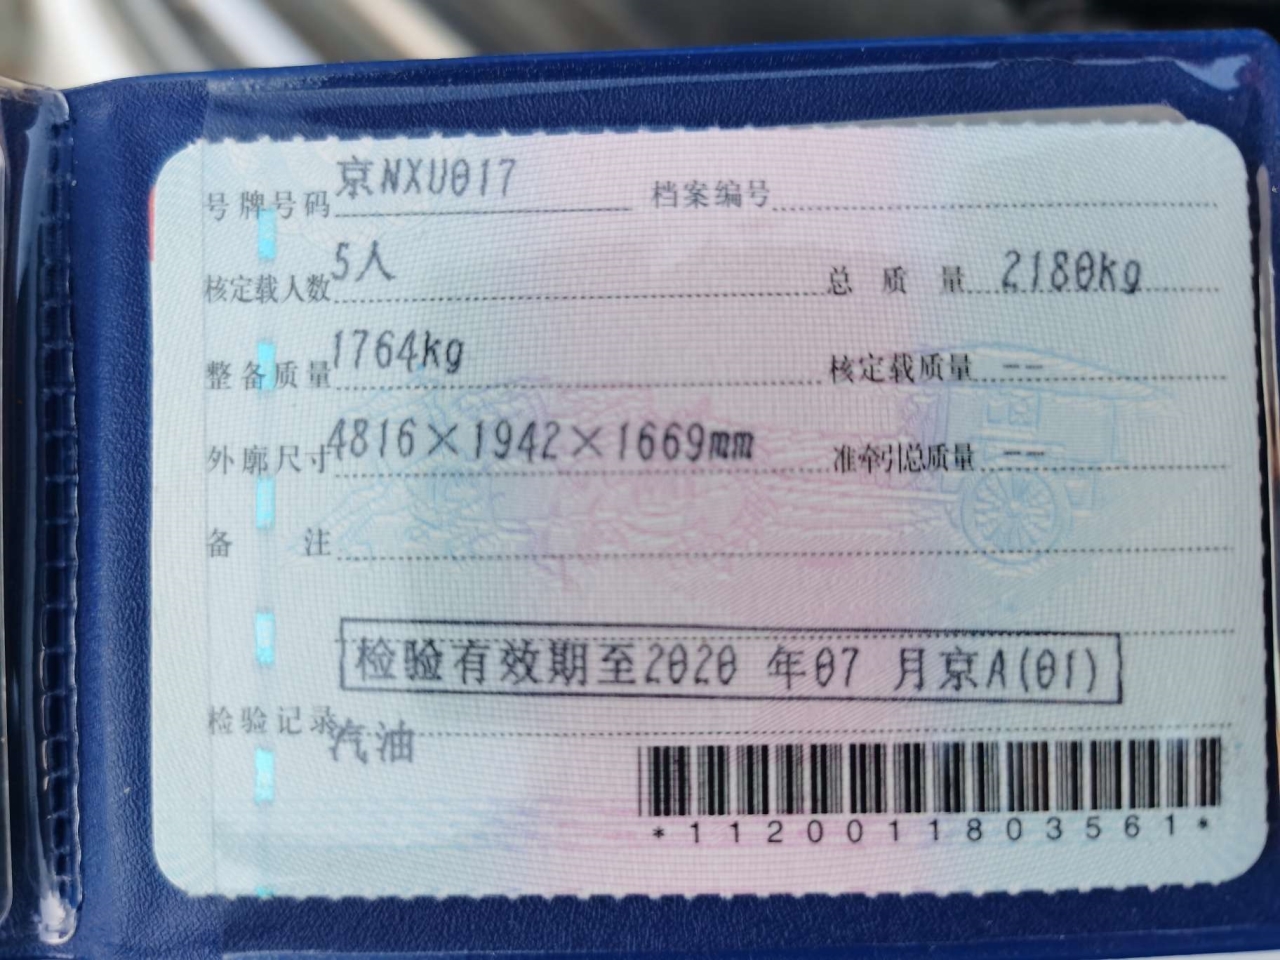 号牌号码 京NXU017 档案编号
核定载人数 5人 总质量 2180kg
整备质量 1764kg 核定载质量 --
外廓尺寸 4816×1942×1669mm 准牵引总质量 --
备注
检验有效期至2020 年07 月京A(01)
检验记录
汽油
*1120011803561*